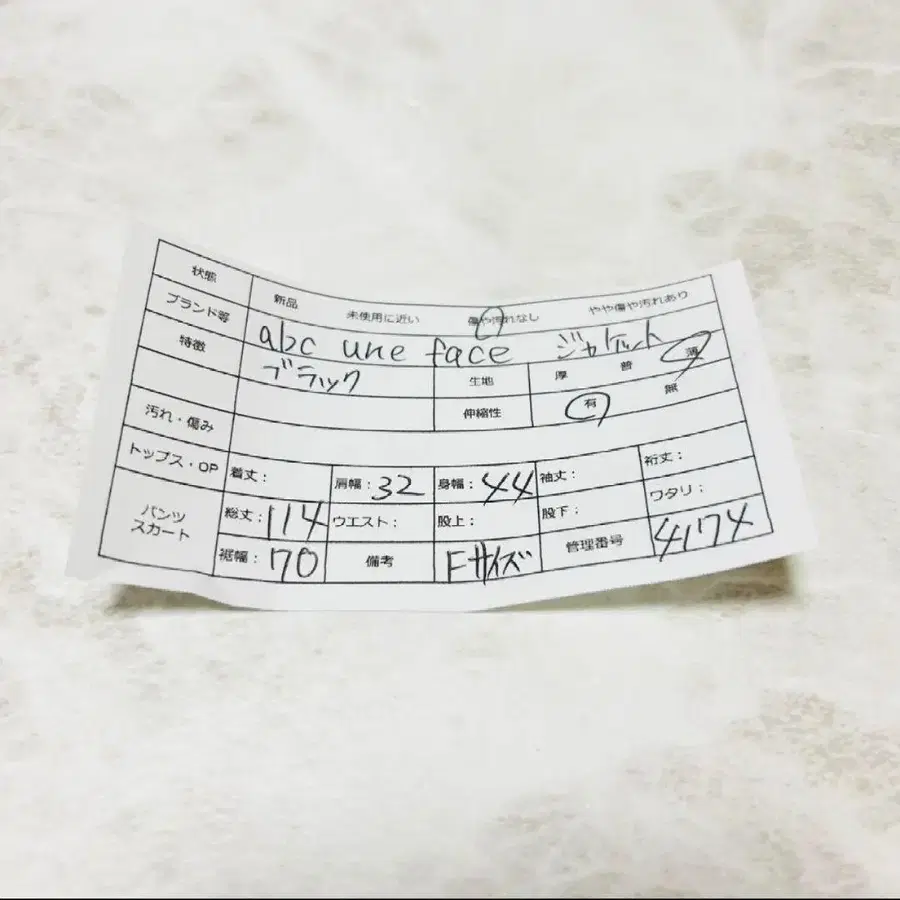 状態 新品 未使用に近い 傷や汚れなし やや傷や汚れあり
ブランド等 abc une face ジャケット
特徴 ブラック 生地 厚 普 薄
伸縮性 有 無
汚れ・傷み
トップス・OP 着丈: 肩幅:32 身幅:44 袖丈: 裄丈:
パンツ スカート 総丈:114 ウエスト: 股上: 股下: ワタリ:
裾幅:70 備考 Fサイズ 管理番号 4174